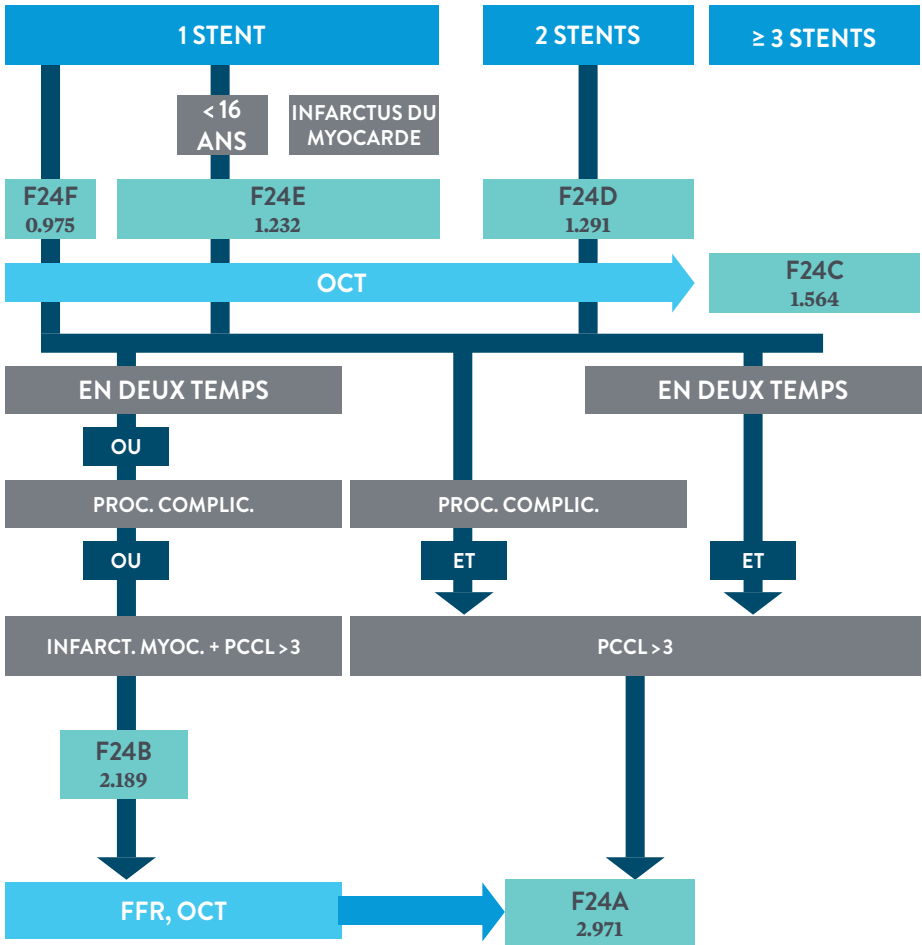 1 STENT
2 STENTS
≥ 3 STENTS
< 16
ANS
INFARCTUS DU
MYOCARDE
F24F
0.975
F24E
1.232
F24D
1.291
OCT
F24C
1.564
EN DEUX TEMPS
EN DEUX TEMPS
OU
PROC. COMPLIC.
PROC. COMPLIC.
OU
ET
ET
INFARCT. MYOC. + PCCL >3
PCCL >3
F24B
2.189
FFR, OCT
F24A
2.971